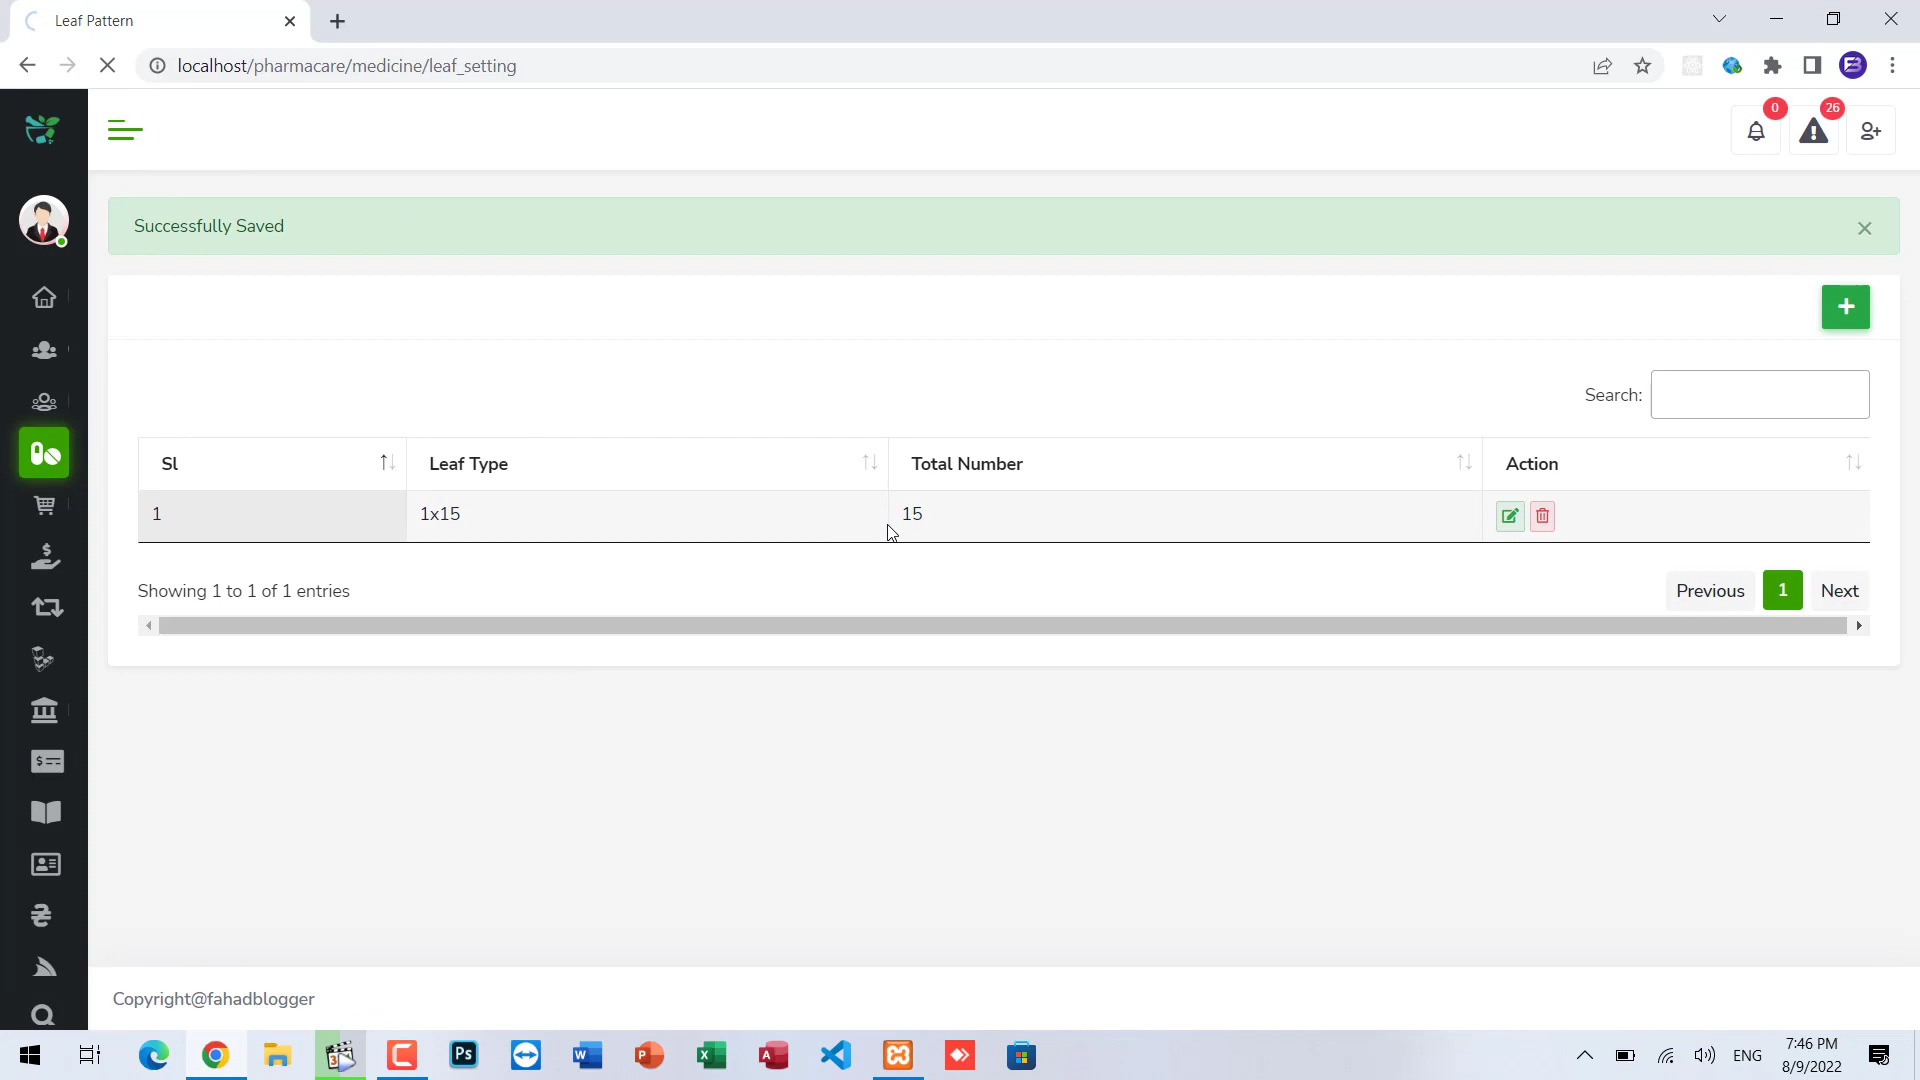 Leaf Pattern
localhost/pharmacare/medicine/leaf_setting
0
26
Successfully Saved
×
+
Search:
Sl
Leaf Type
Total Number
Action
1
1x15
15
Showing 1 to 1 of 1 entries
Previous
1
Next
Copyright@fahadblogger
ENG
7:46 PM
8/9/2022